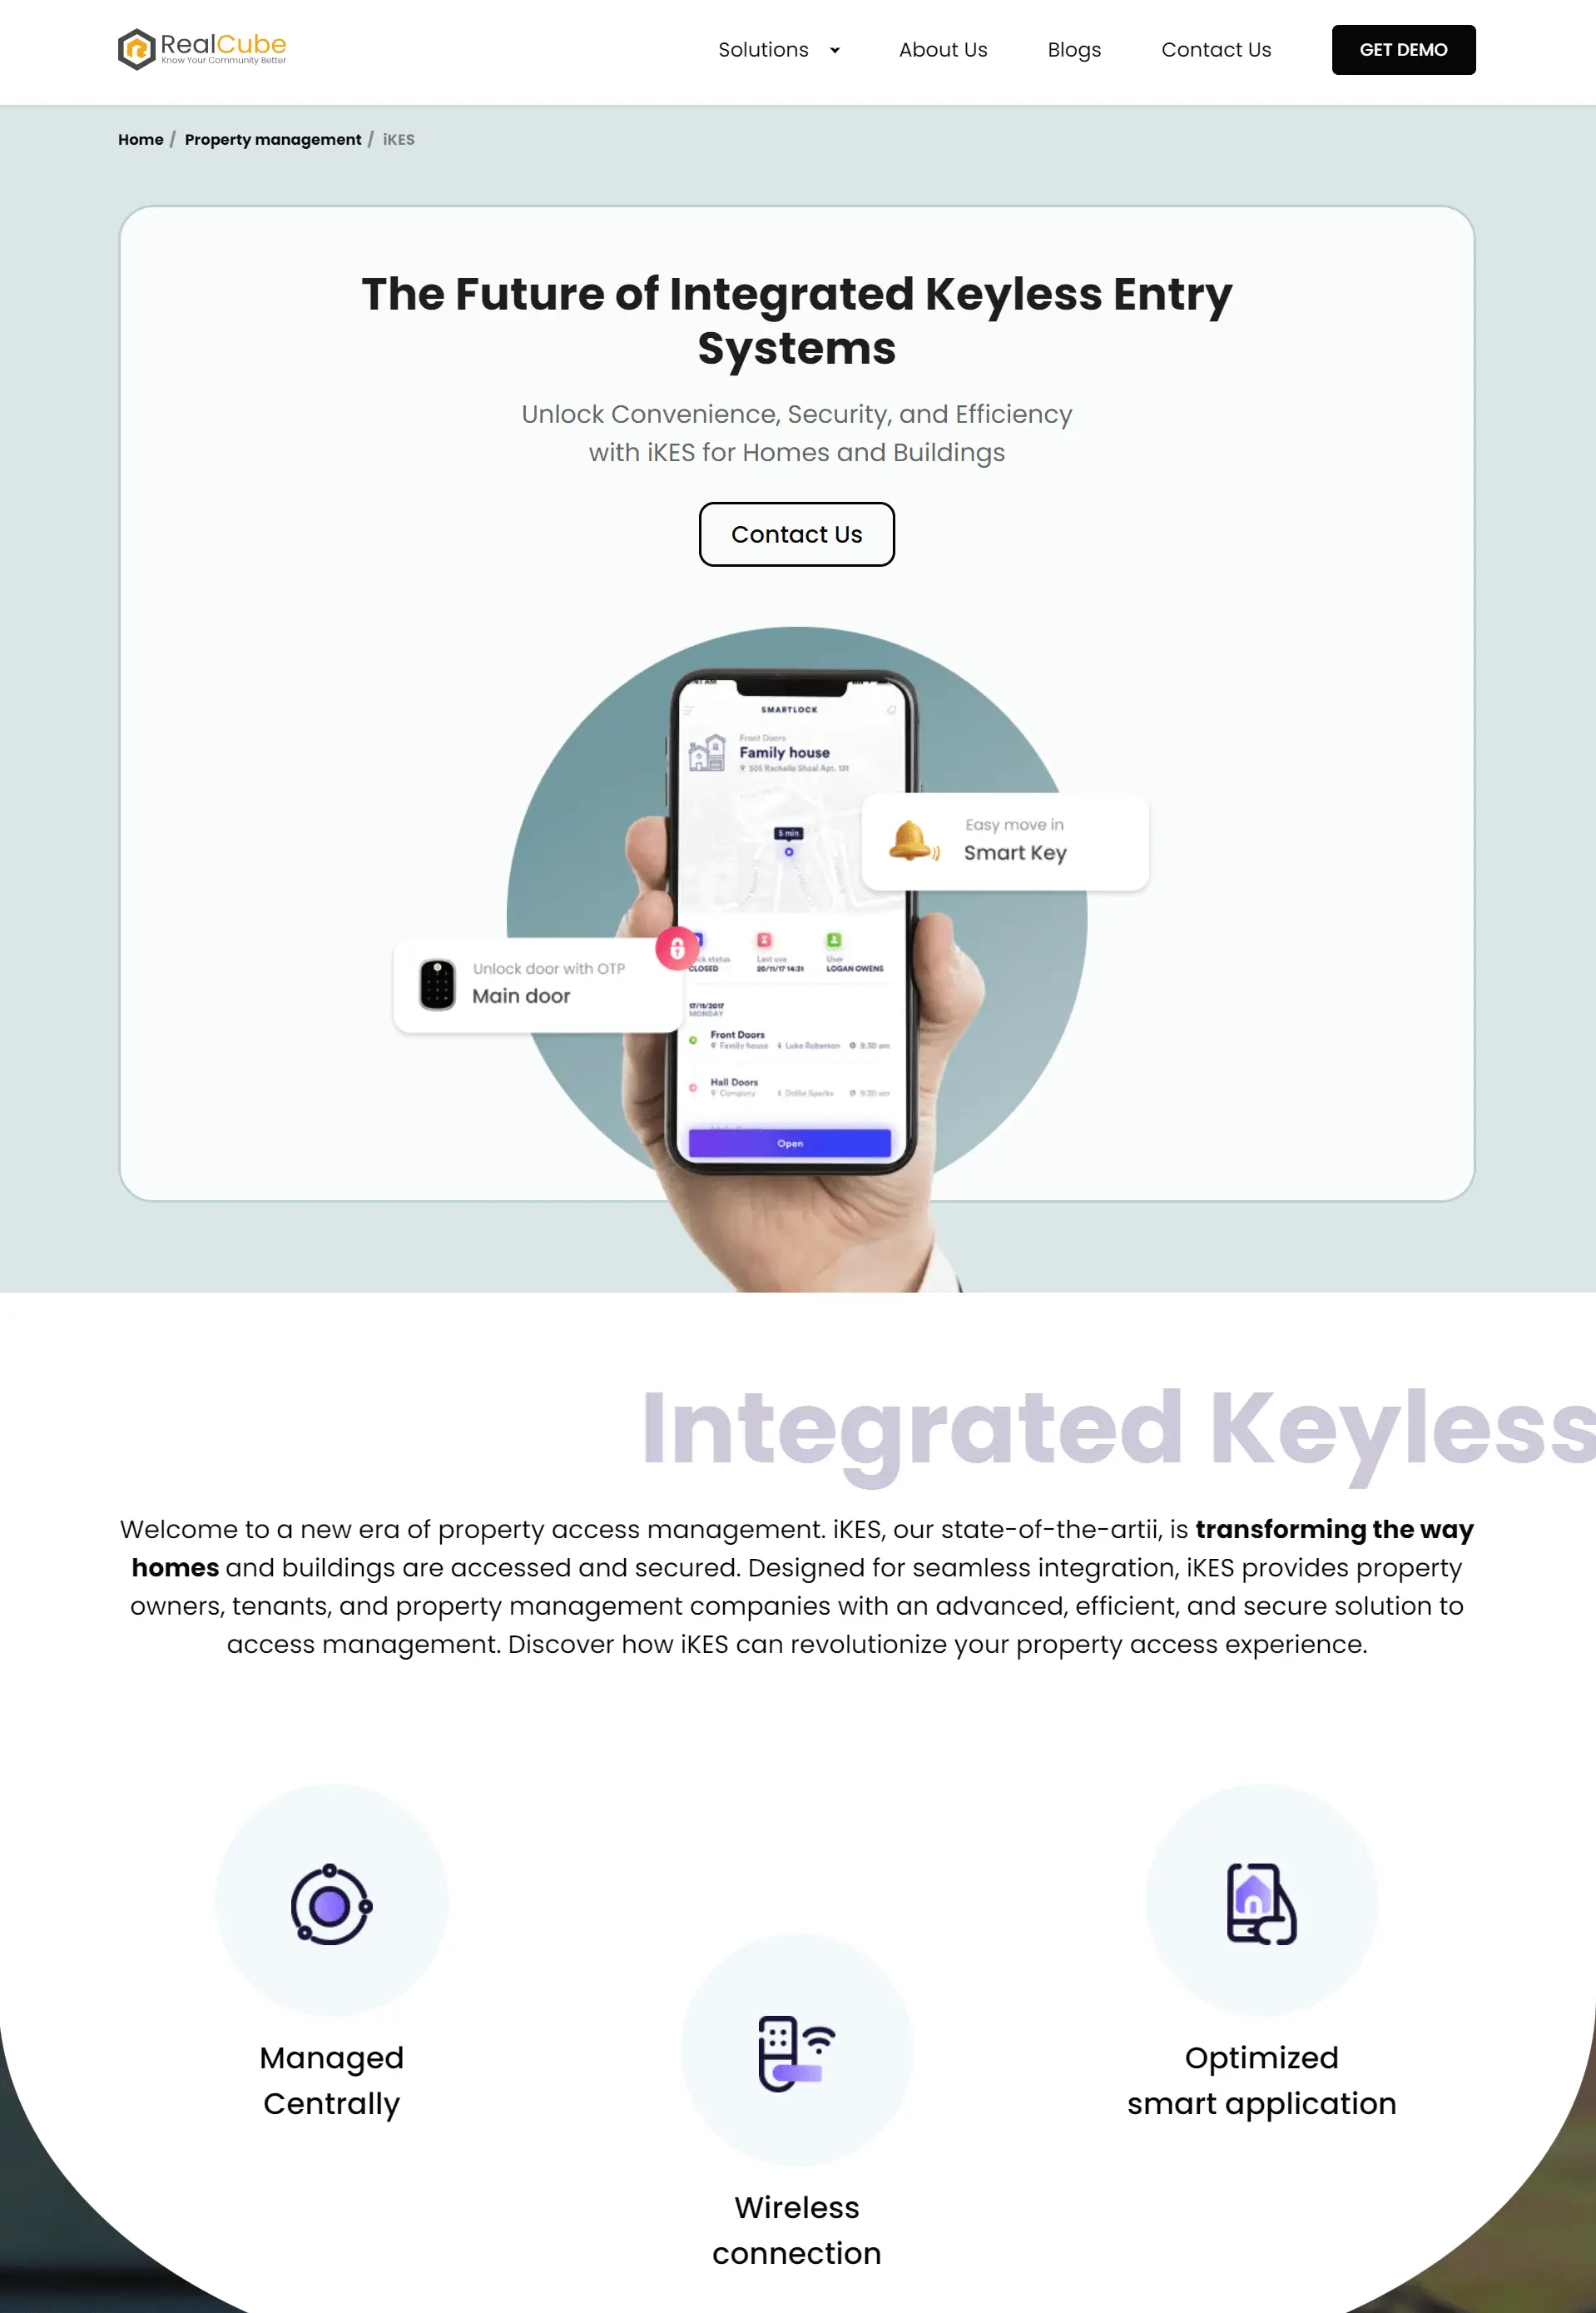 RealCube
Know Your Community Better
Solutions
About Us
Blogs
Contact Us
GET DEMO
Home / Property management / iKES
The Future of Integrated Keyless Entry
Systems
Unlock Convenience, Security, and Efficiency
with iKES for Homes and Buildings
Contact Us
SMARTLOCK
Front Doors
Family house
505 Rachelle Shoal Apt. 131
5 min
Easy move in
Smart Key
Unlock door with OTP
Main door
status
CLOSED
Last use
20/11/17 14:31
User
LOGAN OWENS
17/11/2017
MONDAY
Front Doors
Family house Luke Roberson 9:30 am
Hall Doors
Company Dollie Sparks 9:30 am
Open
Integrated Keyless
Welcome to a new era of property access management. iKES, our state-of-the-artii, is transforming the way
homes and buildings are accessed and secured. Designed for seamless integration, iKES provides property
owners, tenants, and property management companies with an advanced, efficient, and secure solution to
access management. Discover how iKES can revolutionize your property access experience.
Managed
Centrally
Optimized
smart application
Wireless
connection